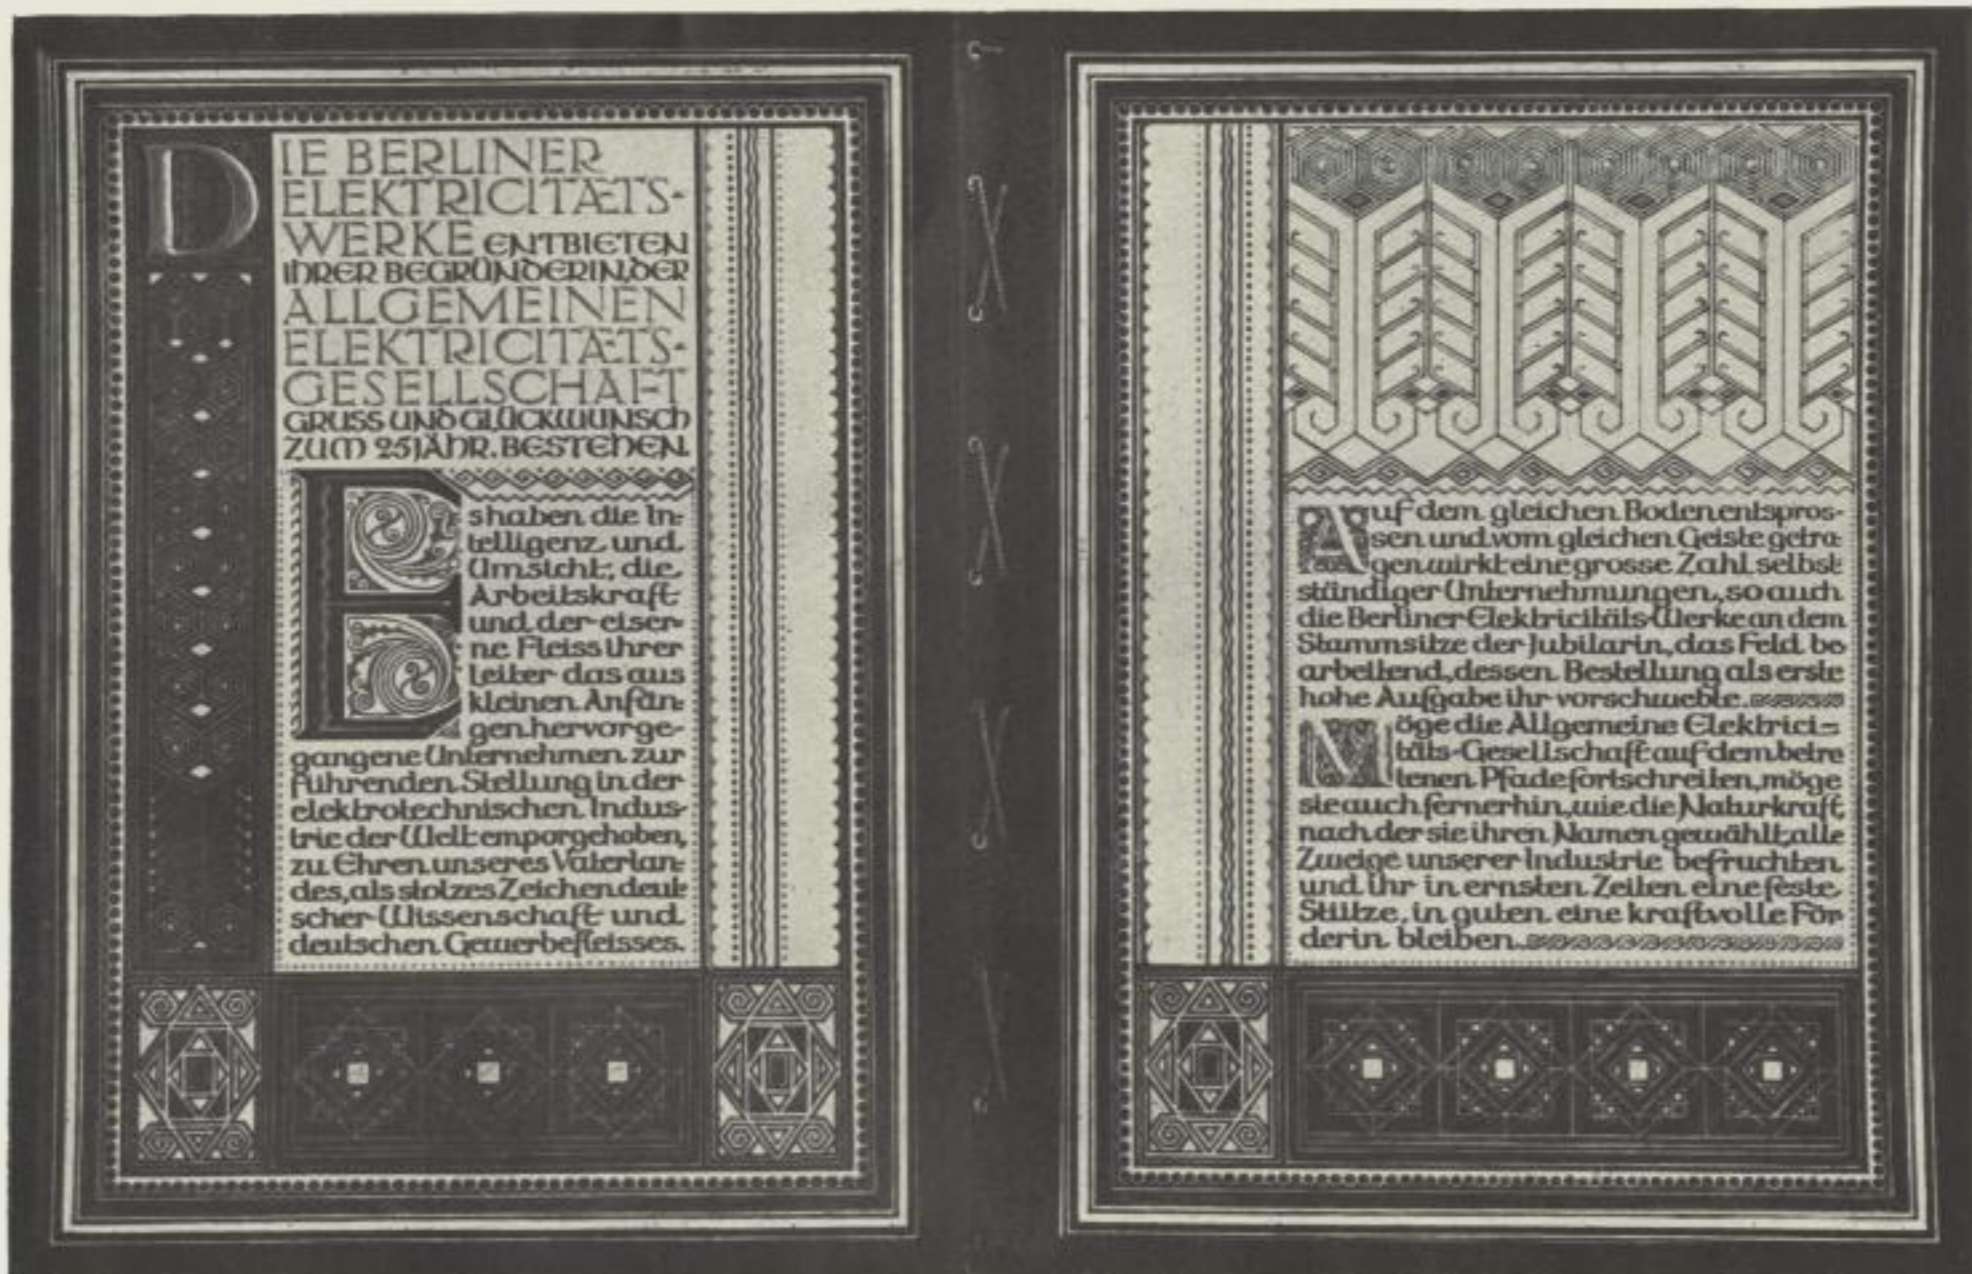 DIE BERLINER
ELEKTRICITÆTS-
WERKE ENTBIETEN
IHRER BEGRÜNDERIN, DER
ALLGEMEINEN
ELEKTRICITÆTS-
GESELLSCHAFT
GRUSS UND GLÜCKWUNSCH
ZUM 25JÄHR. BESTEHEN.
Es haben die In-
telligenz und
Umsicht, die
Arbeitskraft
und der eiser-
ne Fleiss ihrer
Leiter das aus
kleinen Anfän-
gen hervorge-
gangene Unternehmen zur
führenden Stellung in der
elektrotechnischen Indus-
trie der Welt emporgehoben,
zu Ehren unseres Vaterlan-
des, als stolzes Zeichen deut-
scher Wissenschaft und
deutschen Gewerbefleisses.
Auf dem gleichen Boden entspros-
sen und vom gleichen Geiste getra-
gen wirkt eine grosse Zahl selbst-
ständiger Unternehmungen, so auch
die Berliner Elektricitäts-Werke an dem
Stammsitze der Jubilarin, das Feld be-
arbeitend, dessen Bestellung als erste
hohe Aufgabe ihr vorschwebte.
Möge die Allgemeine Elektrici-
täts-Gesellschaft auf dem betre-
tenen Pfade fortschreiten, möge
sie auch fernerhin, wie die Naturkraft,
nach der sie ihren Namen gewählt, alle
Zweige unserer Industrie befruchten
und ihr in ernsten Zeiten eine feste
Stütze, in guten eine kraftvolle För-
derin bleiben.